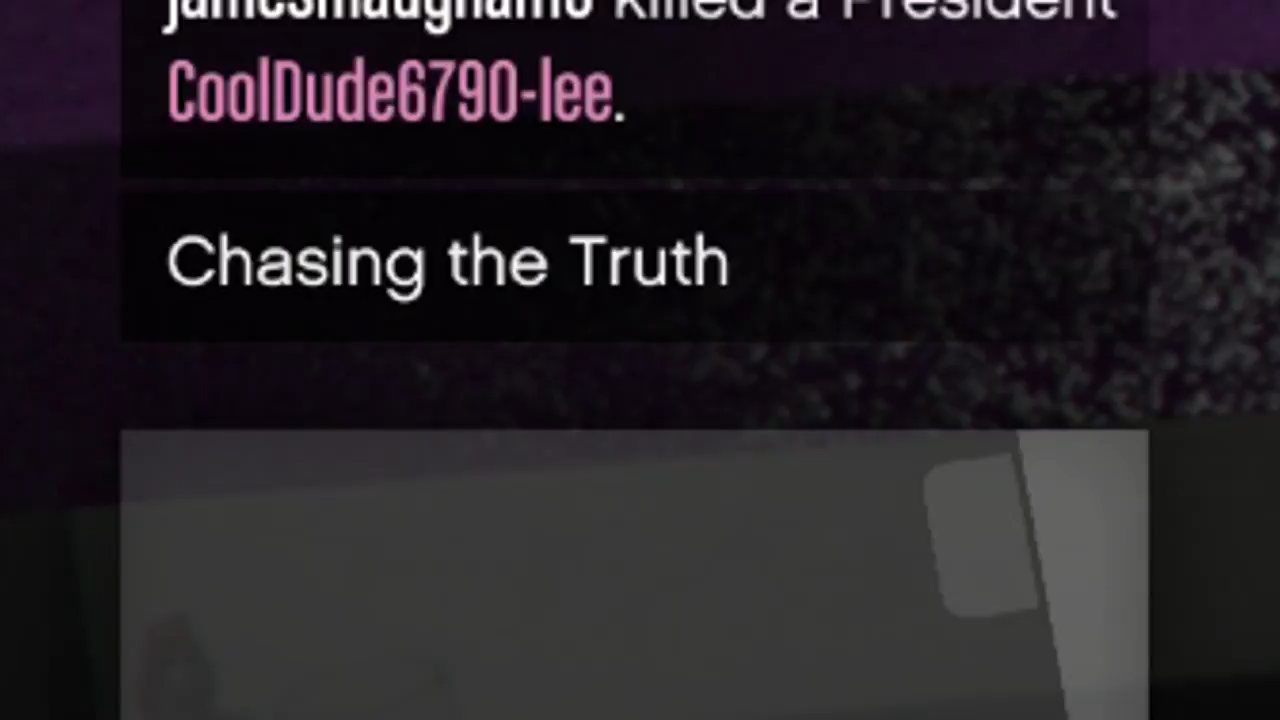 killed a President
CoolDude6790-lee.
Chasing the Truth